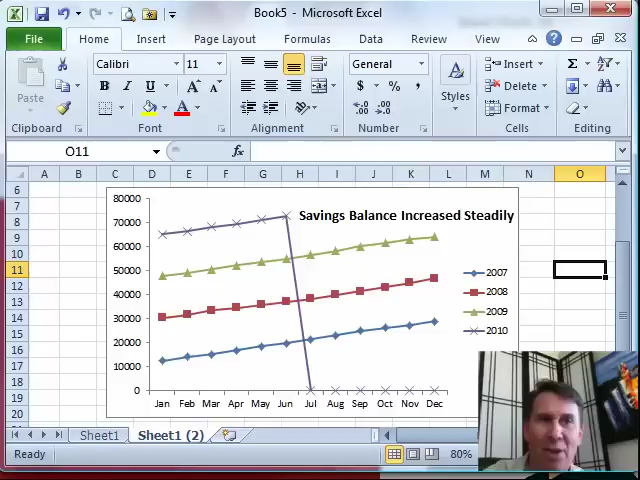 Book5 - Microsoft Excel
File Home Insert Page Layout Formulas Data Review View
Calibri 11 General Insert
Paste B I U $ % , Styles Delete
Format
Clipboard Font Alignment Number Cells Editing
O11 fx
A B C D E F G H I J K L M N O
6
7
8
9
10
11
12
13
14
15
16
17
18
19
20
80000
70000
60000
50000
40000
30000
20000
10000
0
Savings Balance Increased Steadily
2007
2008
2009
2010
Jan Feb Mar Apr May Jun Jul Aug Sep Oct Nov Dec
Sheet1 Sheet1 (2)
Ready 80%